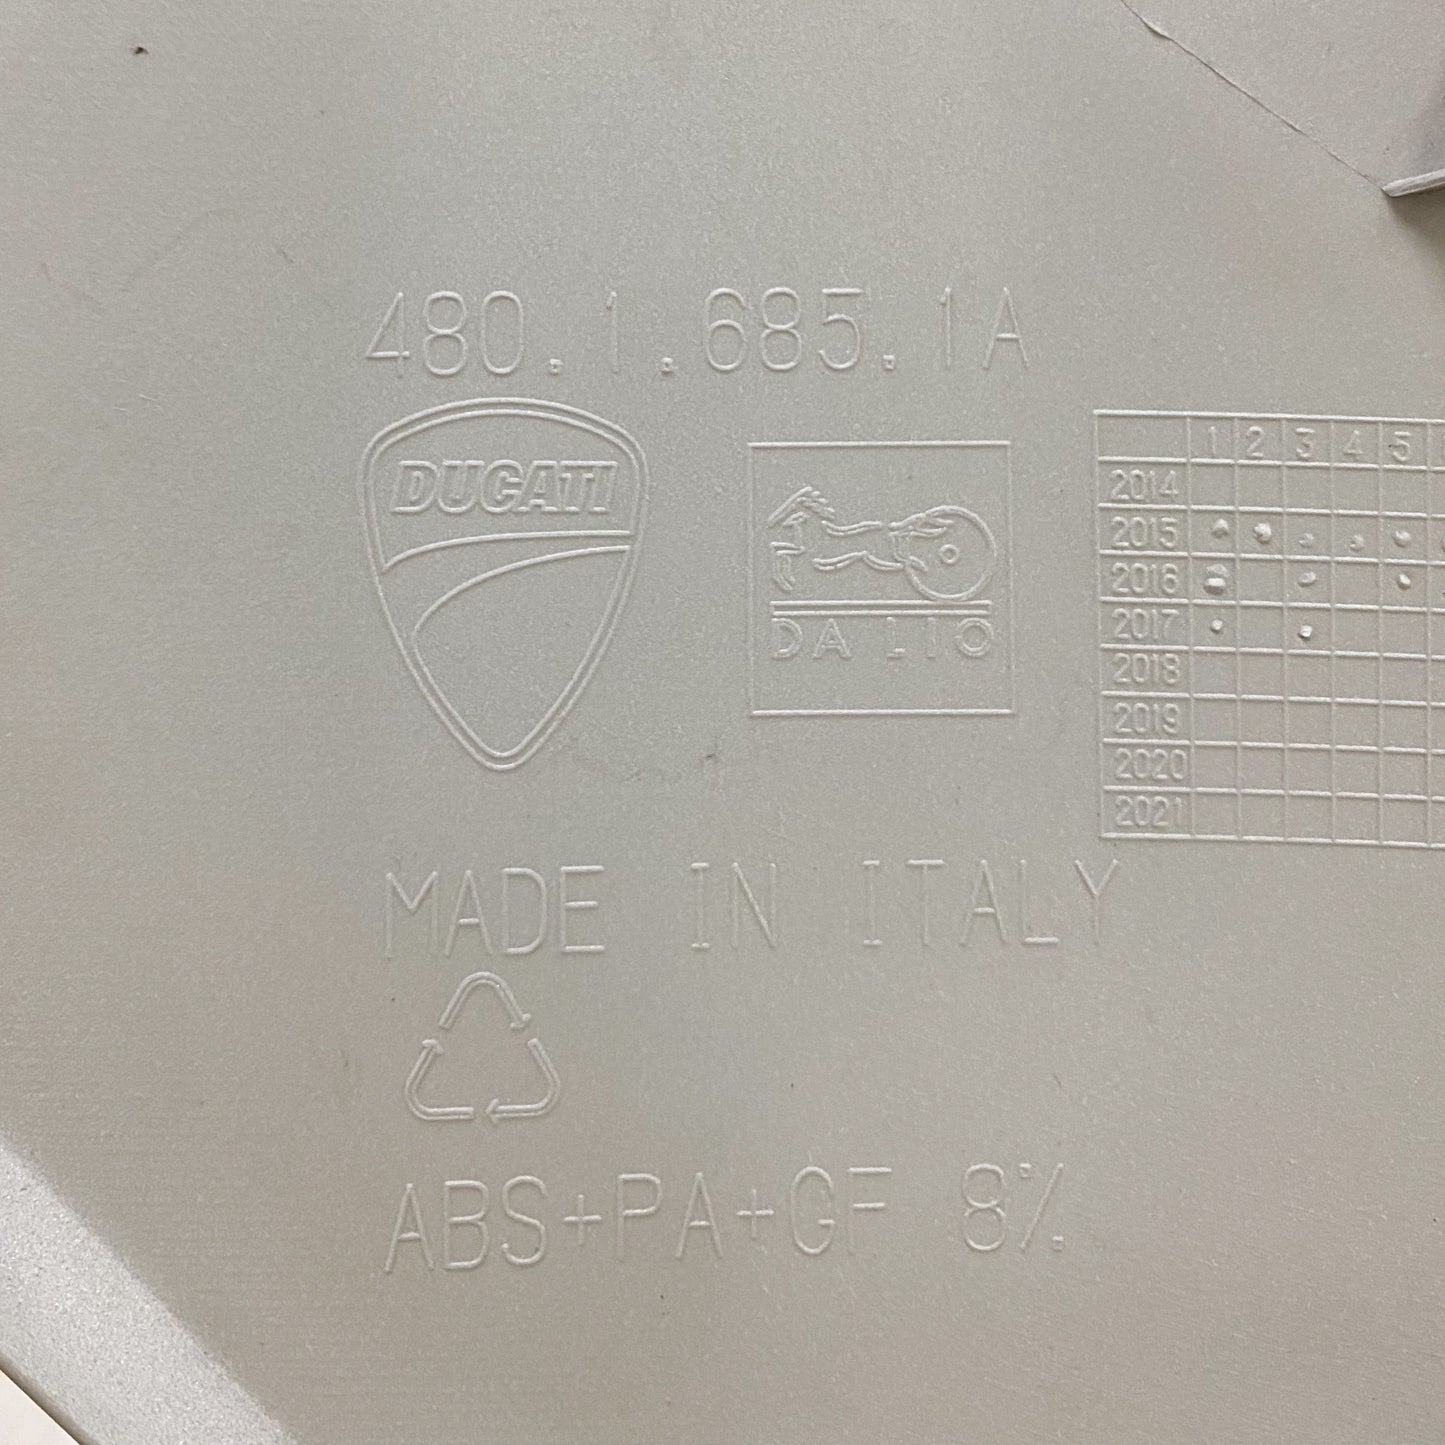 480.1.685.1A
DUCATI
DA LIO
1 2 3 4 5
2014
2015
2016
2017
2018
2019
2020
2021
MADE IN ITALY
ABS+PA+GF 8%